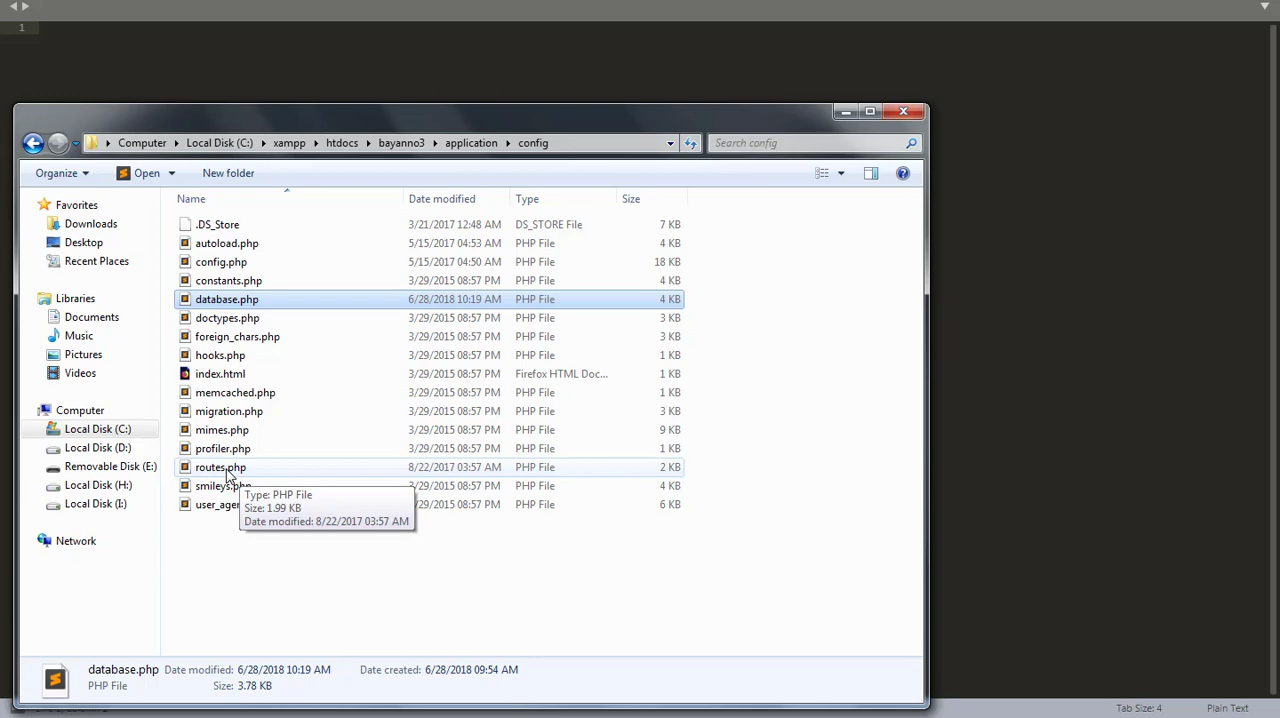 1
Computer Local Disk (C:) xampp htdocs bayanno3 application config
Search config
Organize Open New folder
Name Date modified Type Size
Favorites
Downloads
Desktop
Recent Places
Libraries
Documents
Music
Pictures
Videos
Computer
Local Disk (C:)
Local Disk (D:)
Removable Disk (E:)
Local Disk (H:)
Local Disk (I:)
Network
.DS_Store 3/21/2017 12:48 AM DS_STORE File 7 KB
autoload.php 5/15/2017 04:53 AM PHP File 4 KB
config.php 5/15/2017 04:50 AM PHP File 18 KB
constants.php 3/29/2015 08:57 PM PHP File 4 KB
database.php 6/28/2018 10:19 AM PHP File 4 KB
doctypes.php 3/29/2015 08:57 PM PHP File 3 KB
foreign_chars.php 3/29/2015 08:57 PM PHP File 3 KB
hooks.php 3/29/2015 08:57 PM PHP File 1 KB
index.html 3/29/2015 08:57 PM Firefox HTML Doc... 1 KB
memcached.php 3/29/2015 08:57 PM PHP File 1 KB
migration.php 3/29/2015 08:57 PM PHP File 3 KB
mimes.php 3/29/2015 08:57 PM PHP File 9 KB
profiler.php 3/29/2015 08:57 PM PHP File 1 KB
routes.php 8/22/2017 03:57 AM PHP File 2 KB
smileys.php /29/2015 08:57 PM PHP File 4 KB
user_agen /29/2015 08:57 PM PHP File 6 KB
Type: PHP File
Size: 1.99 KB
Date modified: 8/22/2017 03:57 AM
database.php Date modified: 6/28/2018 10:19 AM Date created: 6/28/2018 09:54 AM
PHP File Size: 3.78 KB
Tab Size: 4 Plain Text